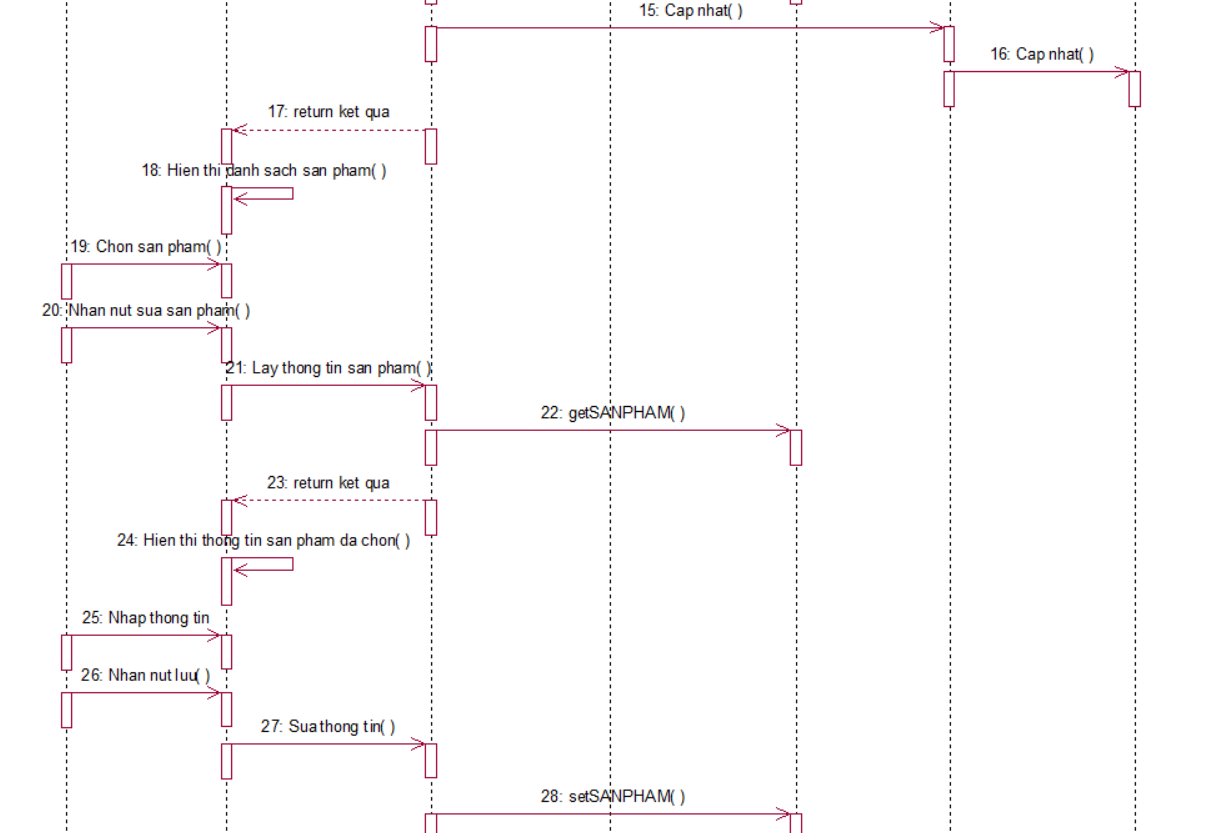 15: Cap nhat( )
16: Cap nhat( )
17: return ket qua
18: Hien thi danh sach san pham( )
19: Chon san pham( )
20: Nhan nut sua san pham( )
21: Lay thong tin san pham( )
22: getSANPHAM( )
23: return ket qua
24: Hien thi thong tin san pham da chon( )
25: Nhap thong tin
26: Nhan nut luu( )
27: Sua thong tin( )
28: setSANPHAM( )